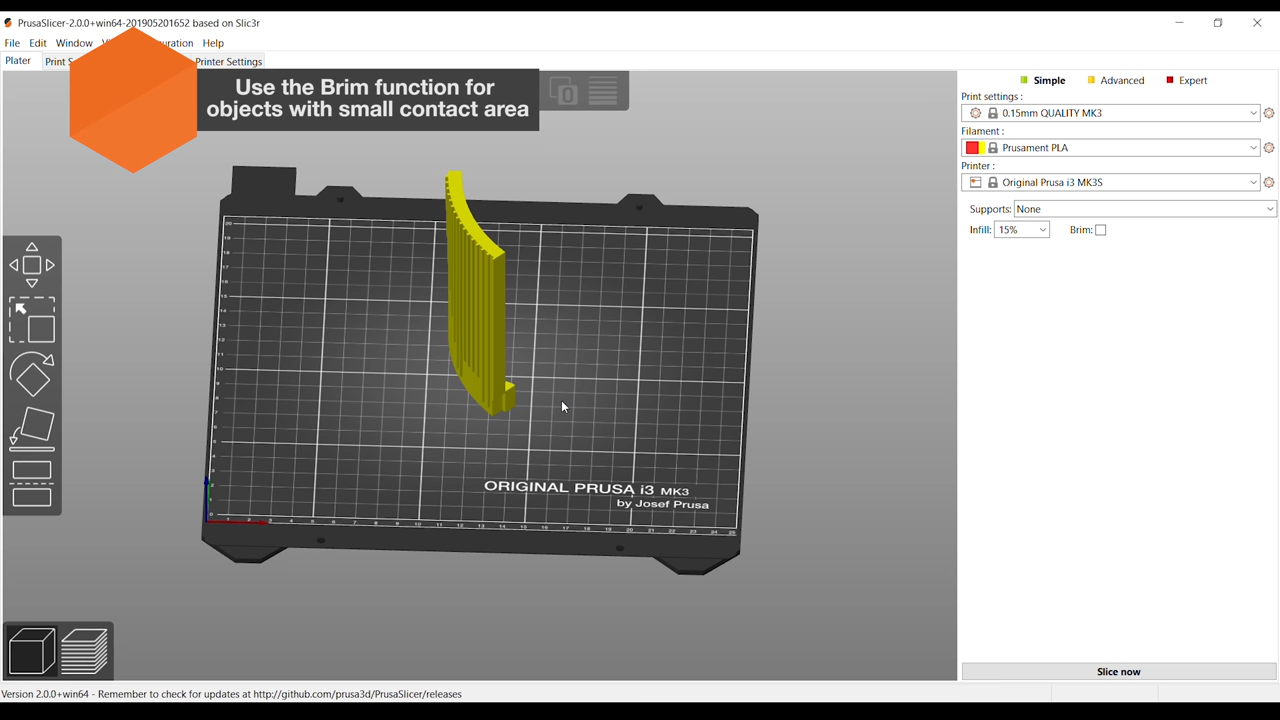 PrusaSlicer-2.0.0+win64-201905201652 based on Slic3r
File Edit Window
Help
Plater Print S
Printer Settings
Use the Brim function for
objects with small contact area
Simple Advanced Expert
Print settings :
0.15mm QUALITY MK3
Filament :
Prusament PLA
Printer :
Original Prusa i3 MK3S
Supports: None
Infill: 15% Brim:
ORIGINAL PRUSA i3 MK3
by Josef Prusa
Slice now
Version 2.0.0+win64 - Remember to check for updates at http://github.com/prusa3d/PrusaSlicer/releases